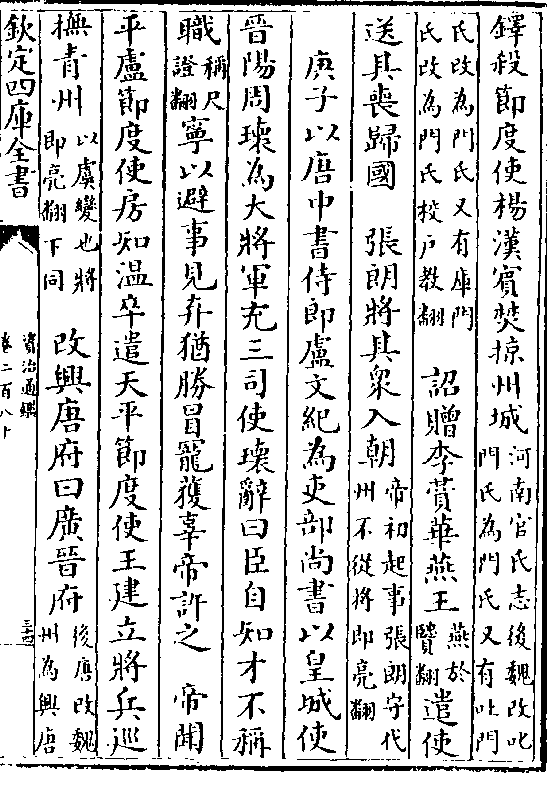 鐸殺節度使楊漢賓焚掠州城河南官氏志後魏改叱門氏為門氏又有吐門
氏改為門氏又有庫門氏改為門氏校戶教翻 詔贈李贊華燕王燕於賢翻遣使
送其喪歸國 張朗將其衆入朝帝初起事張朗守代州不從將即亮翻
庚子以唐中書侍郎盧文紀為吏部尚書以皇城使
晉陽周瓌為大將軍充三司使瓌辭曰臣自知才不稱
職稱尺證翻寧以避事見弃猶勝冒寵獲辜帝許之 帝聞
平盧節度使房知温卒遣天平節度使王建立將兵巡
撫青州以虞變也將即亮翻下同 改興唐府曰廣晉府後唐改魏州為興唐
欽定四庫全書
資治通鑑
卷二百八十
三十四